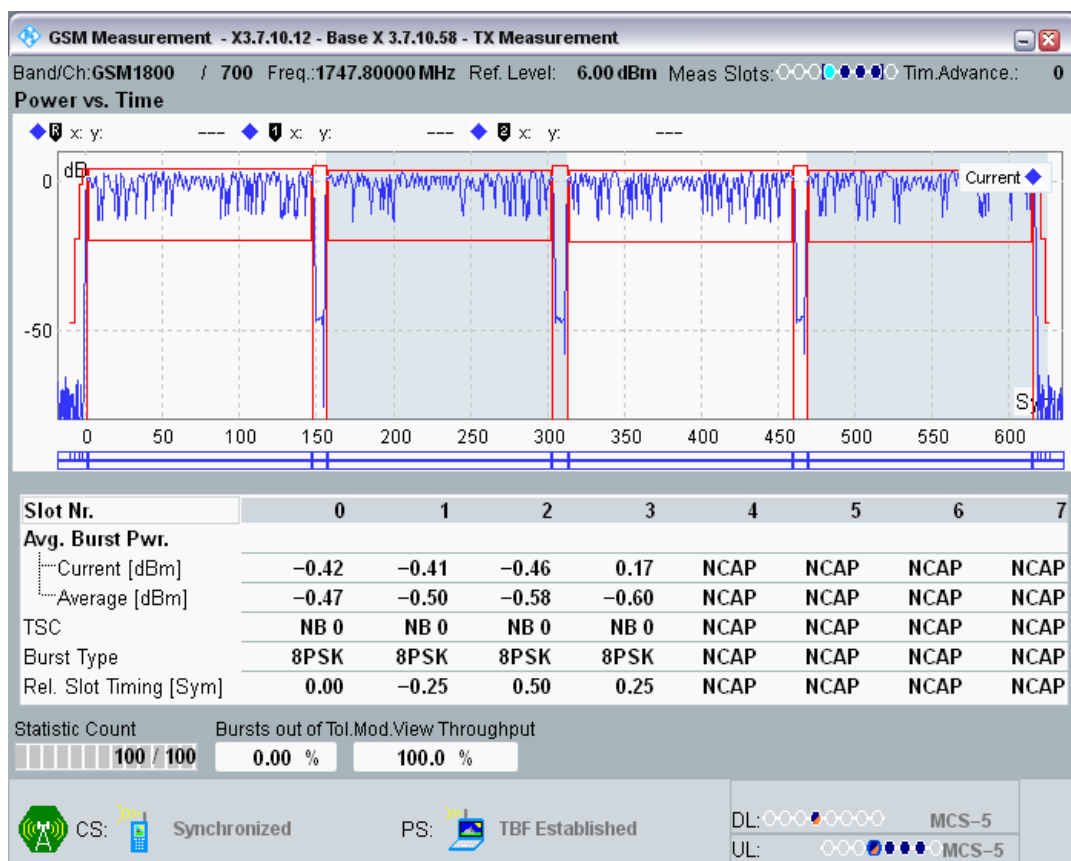 GSM Measurement - X3.7.10.12 - Base X 3.7.10.58 - TX Measurement
Band/Ch:GSM1800 / 700 Freq.:1747.80000 MHz Ref. Level: 6.00 dBm Meas Slots: Tim.Advance.: 0
Power vs. Time
R x: y: --- 1 x: y: --- 2 x: y: ---
dB
Current
0
-50
Sy
0 50 100 150 200 250 300 350 400 450 500 550 600
Slot Nr. 0 1 2 3 4 5 6 7
Avg. Burst Pwr.
Current [dBm] −0.42 −0.41 −0.46 0.17 NCAP NCAP NCAP NCAP
Average [dBm] −0.47 −0.50 −0.58 −0.60 NCAP NCAP NCAP NCAP
TSC NB 0 NB 0 NB 0 NB 0 NCAP NCAP NCAP NCAP
Burst Type 8PSK 8PSK 8PSK 8PSK NCAP NCAP NCAP NCAP
Rel. Slot Timing [Sym] 0.00 −0.25 0.50 0.25 NCAP NCAP NCAP NCAP
Statistic Count Bursts out of Tol.Mod.View Throughput
100 / 100 0.00 % 100.0 %
CS: Synchronized PS: TBF Established
DL: MCS−5
UL: MCS−5